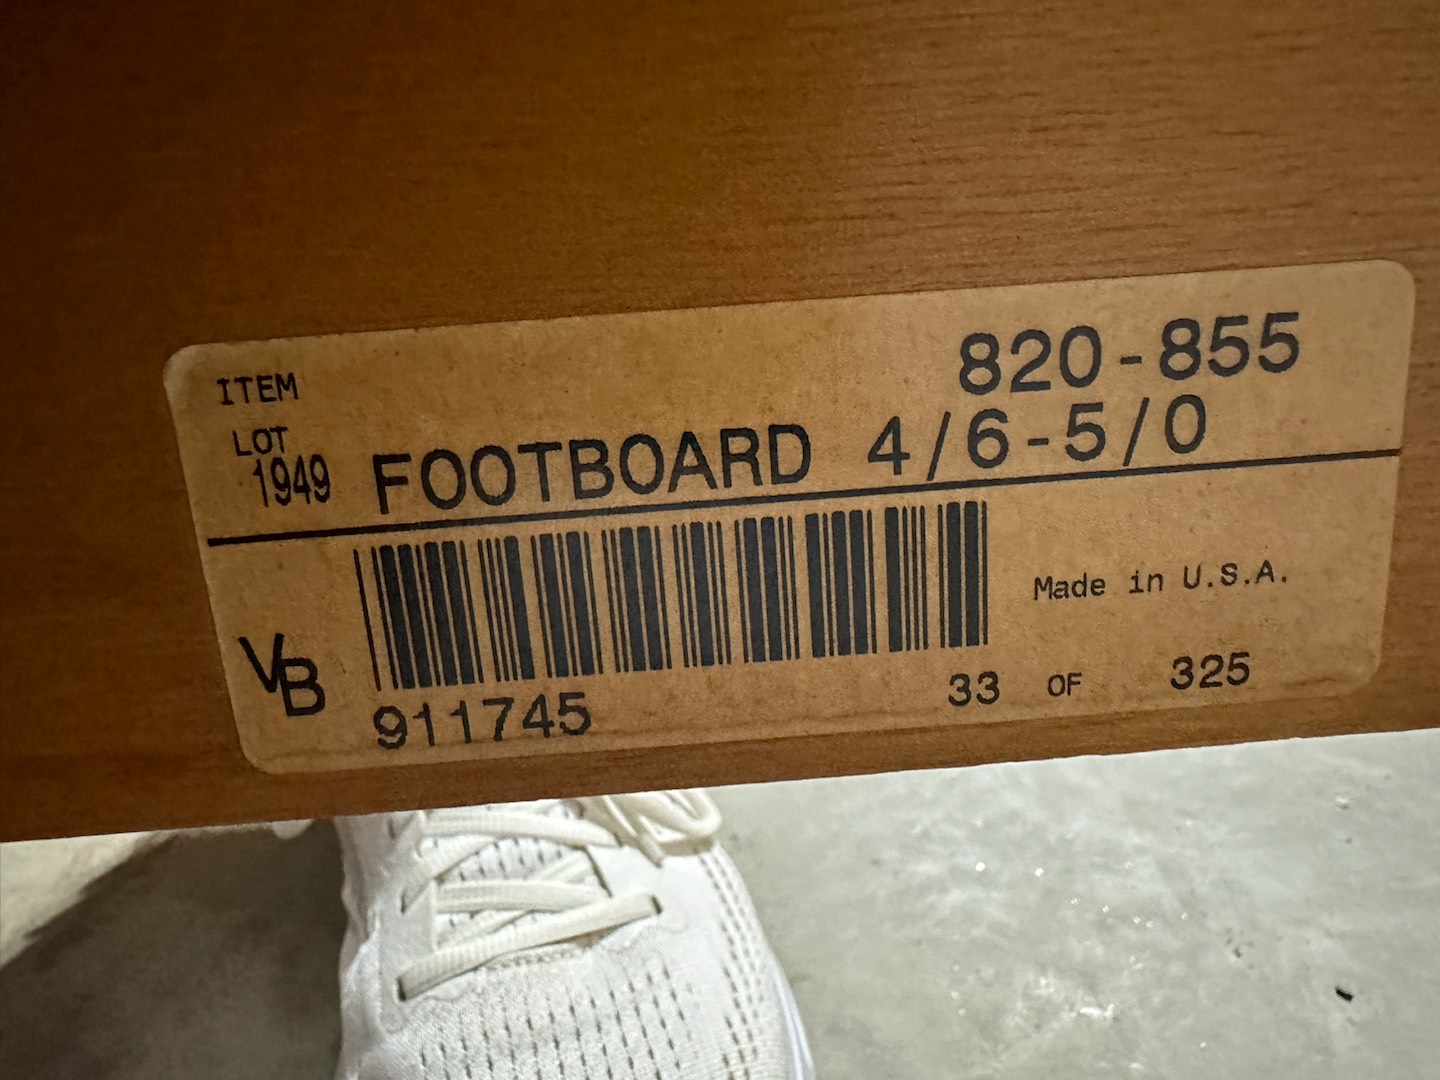 ITEM 820-855
LOT
1949 FOOTBOARD 4/6-5/0
Made in U.S.A.
VB
911745 33 OF 325